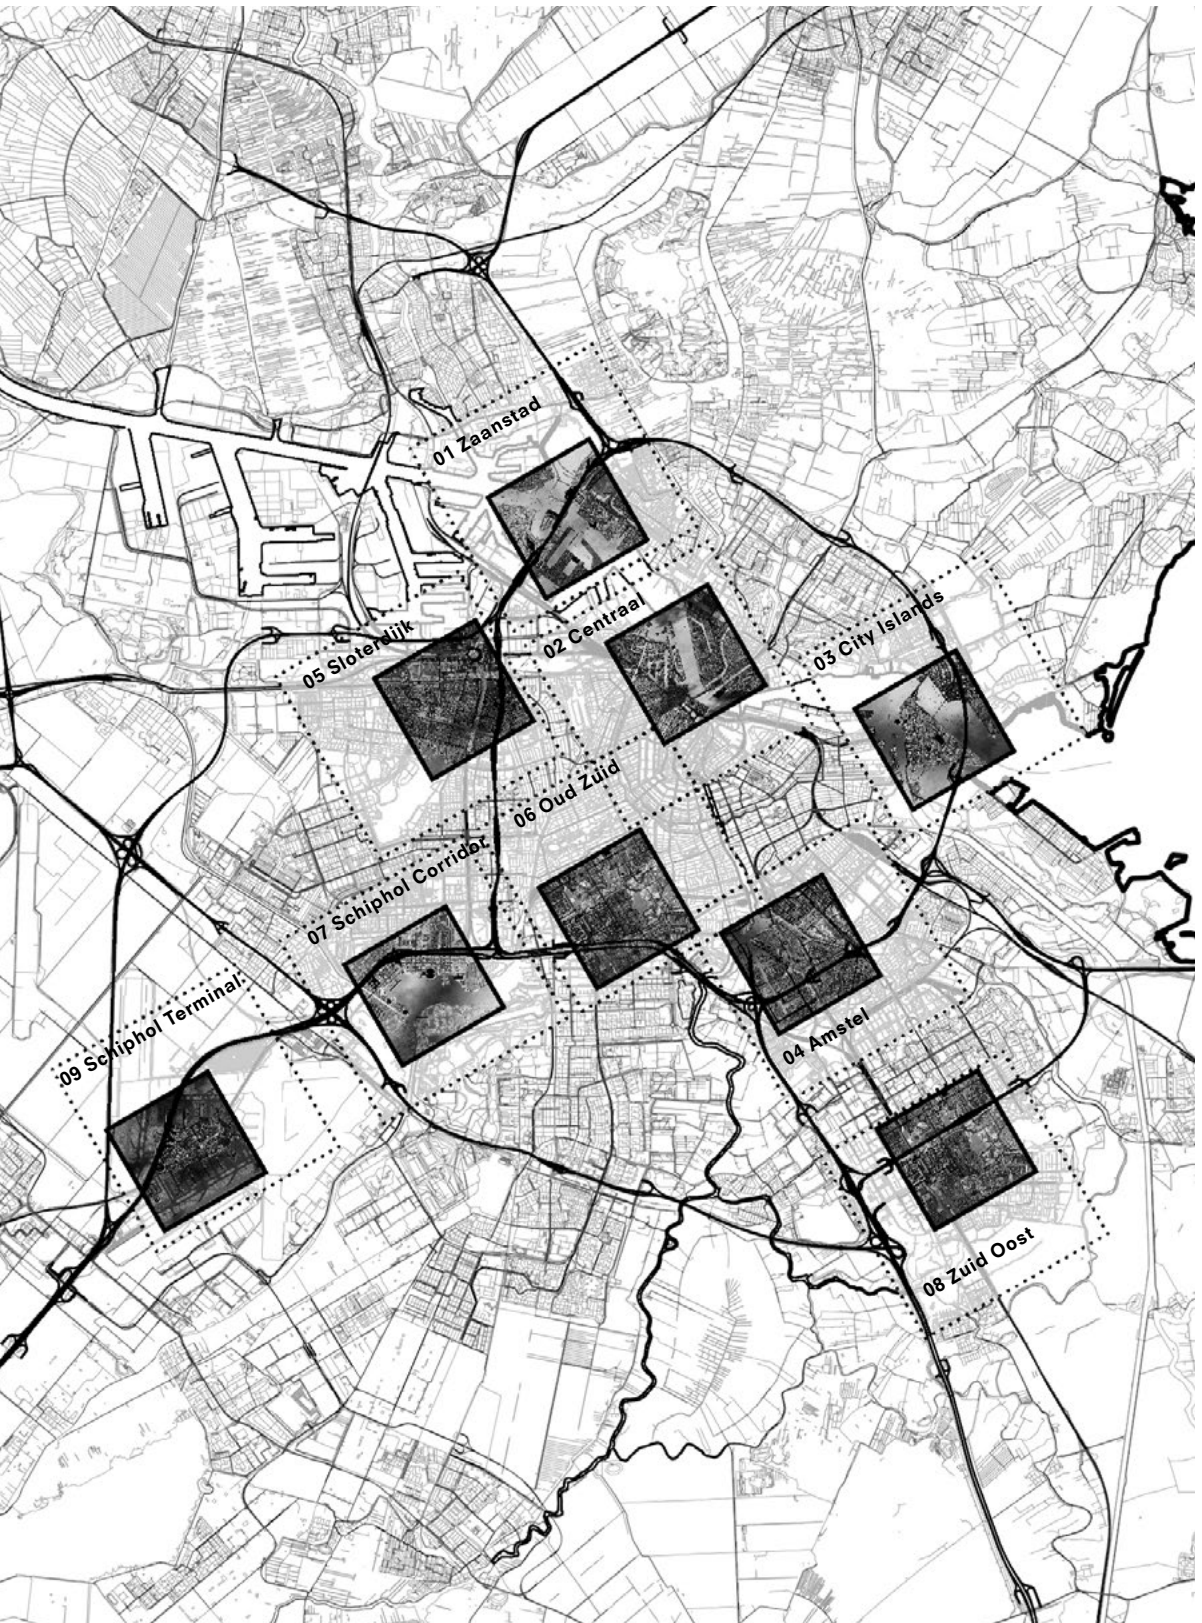 01 Zaanstad
02 Centraal
03 City Islands
05 Sloterdijk
06 Oud Zuid
07 Schiphol Corridor
09 Schiphol Terminal
04 Amstel
08 Zuid Oost